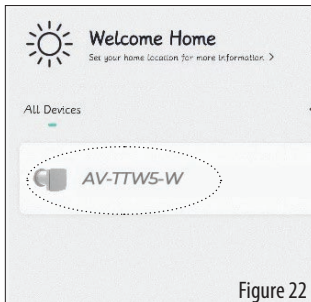 Welcome Home
Set your home location for more information. >
All Devices
AV-TTW5-W
Figure 22